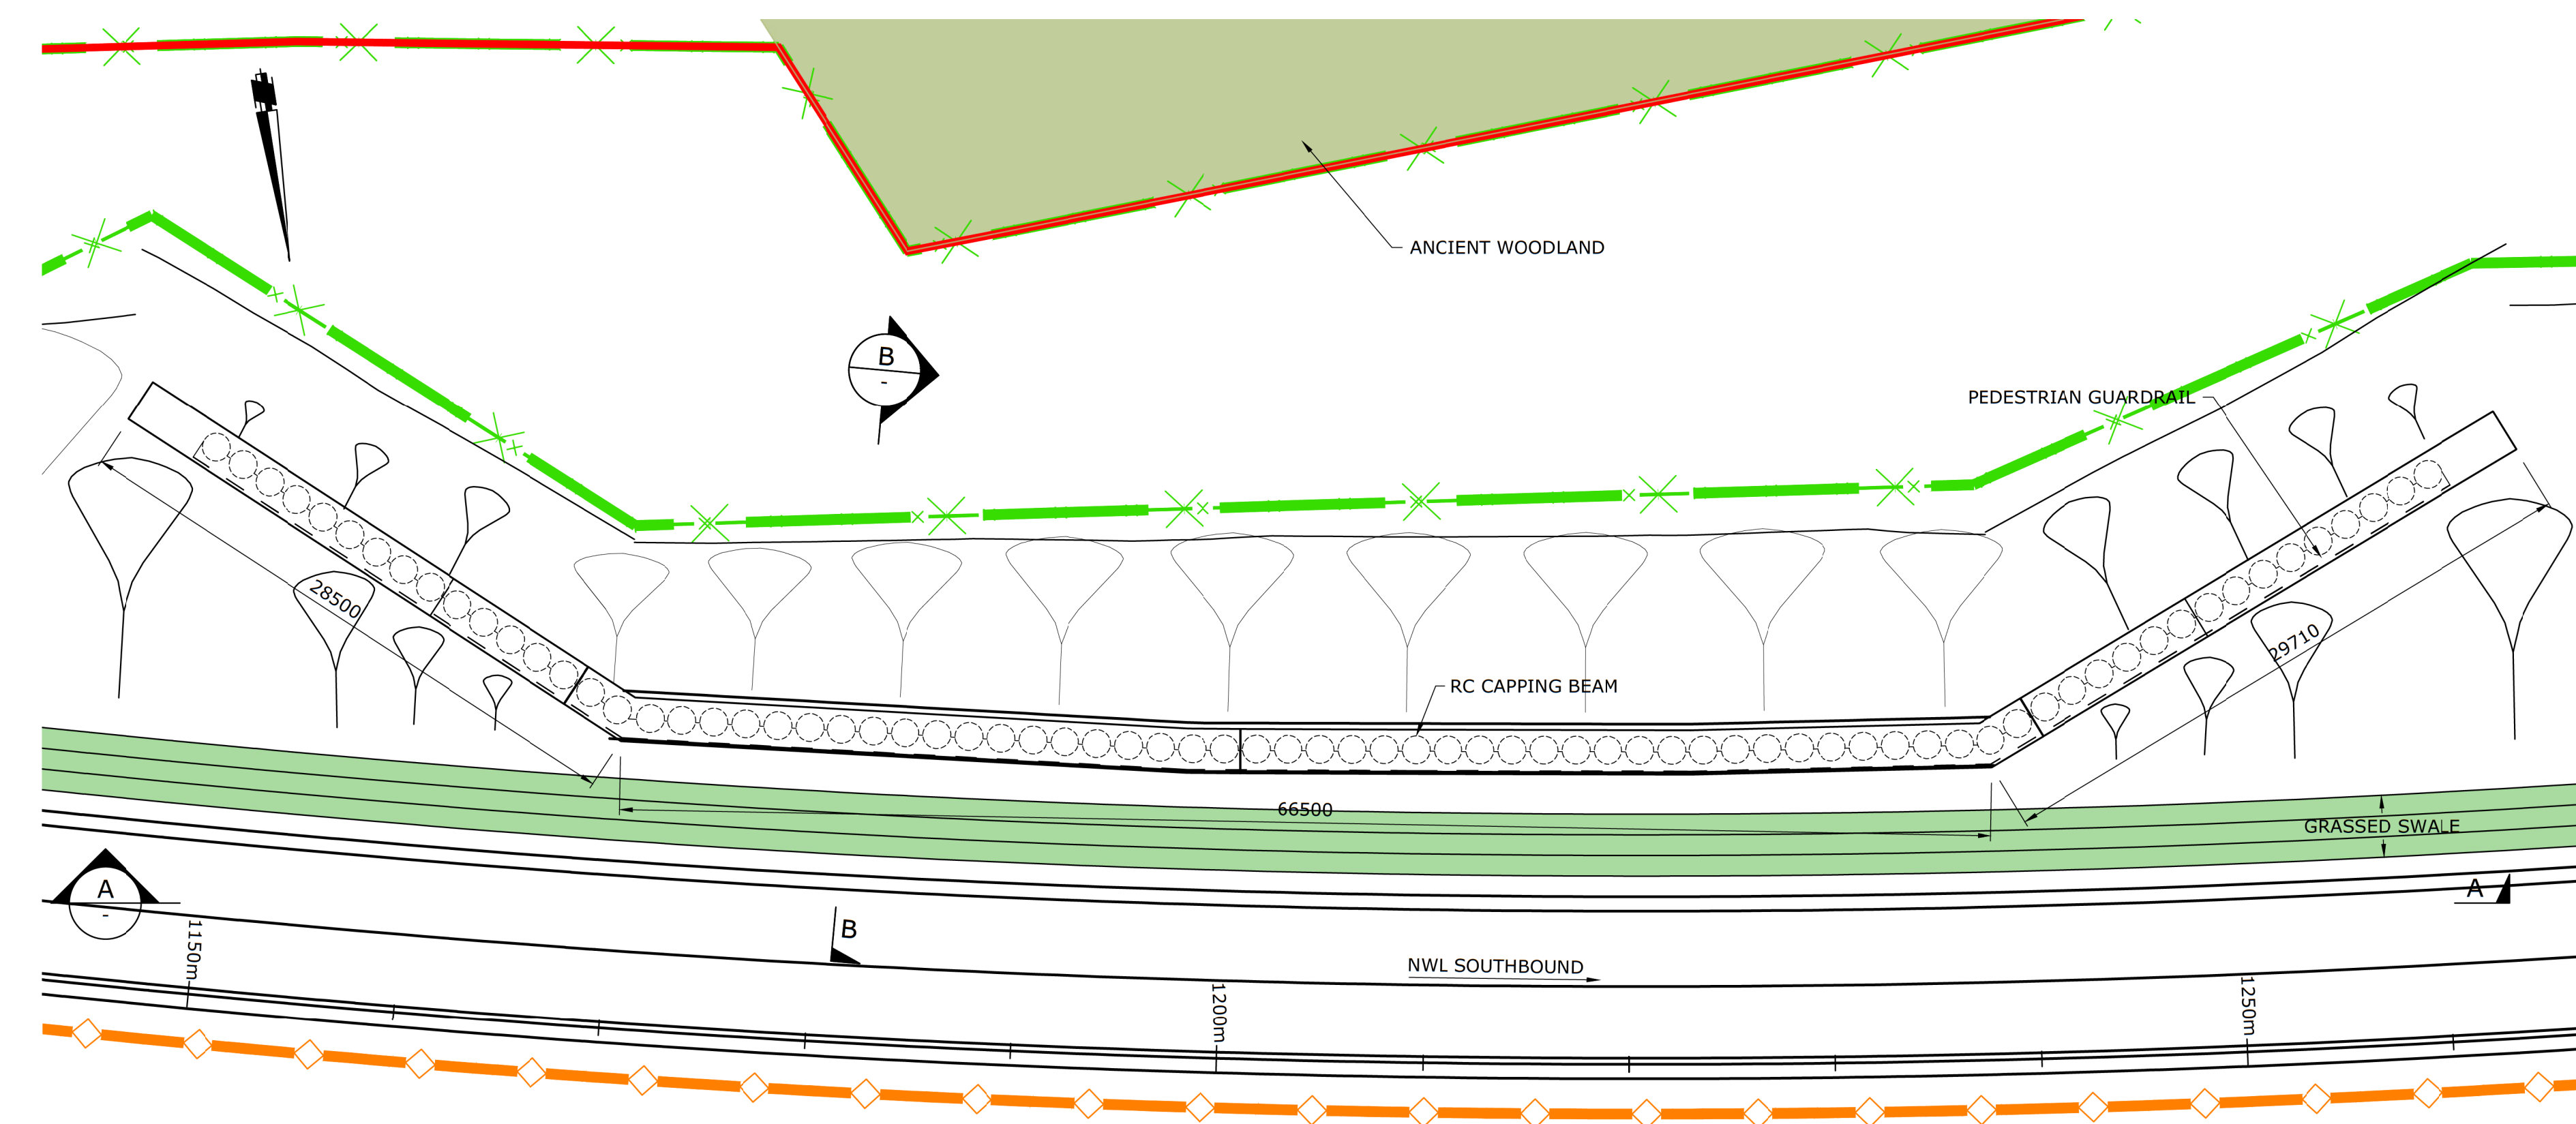 ANCIENT WOODLAND
B
-
PEDESTRIAN GUARDRAIL
28500
29710
RC CAPPING BEAM
66500
GRASSED SWALE
A
-
A
B
1150m
NWL SOUTHBOUND
1200m
1250m